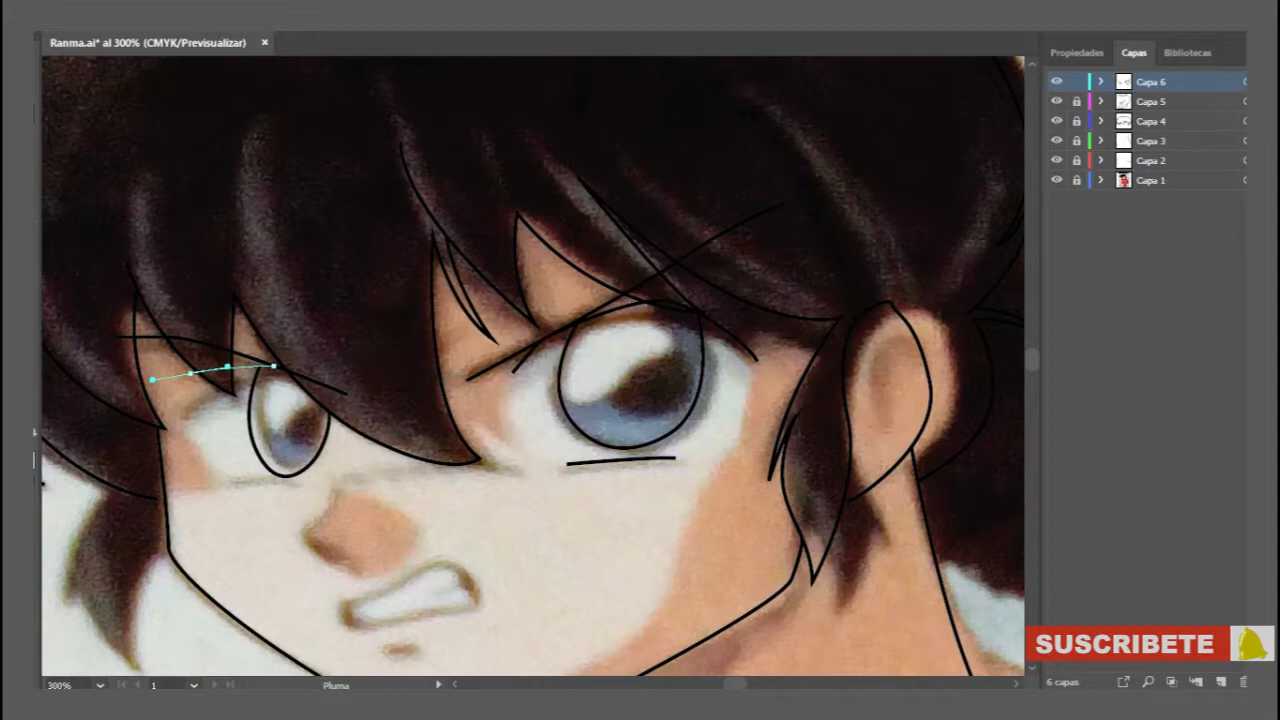 Ranma.ai* al 300% (CMYK/Previsualizar) ×
Propiedades Capas Bibliotecas
Capa 6
Capa 5
Capa 4
Capa 3
Capa 2
Capa 1
SUSCRIBETE
300% 1 Pluma
6 capas